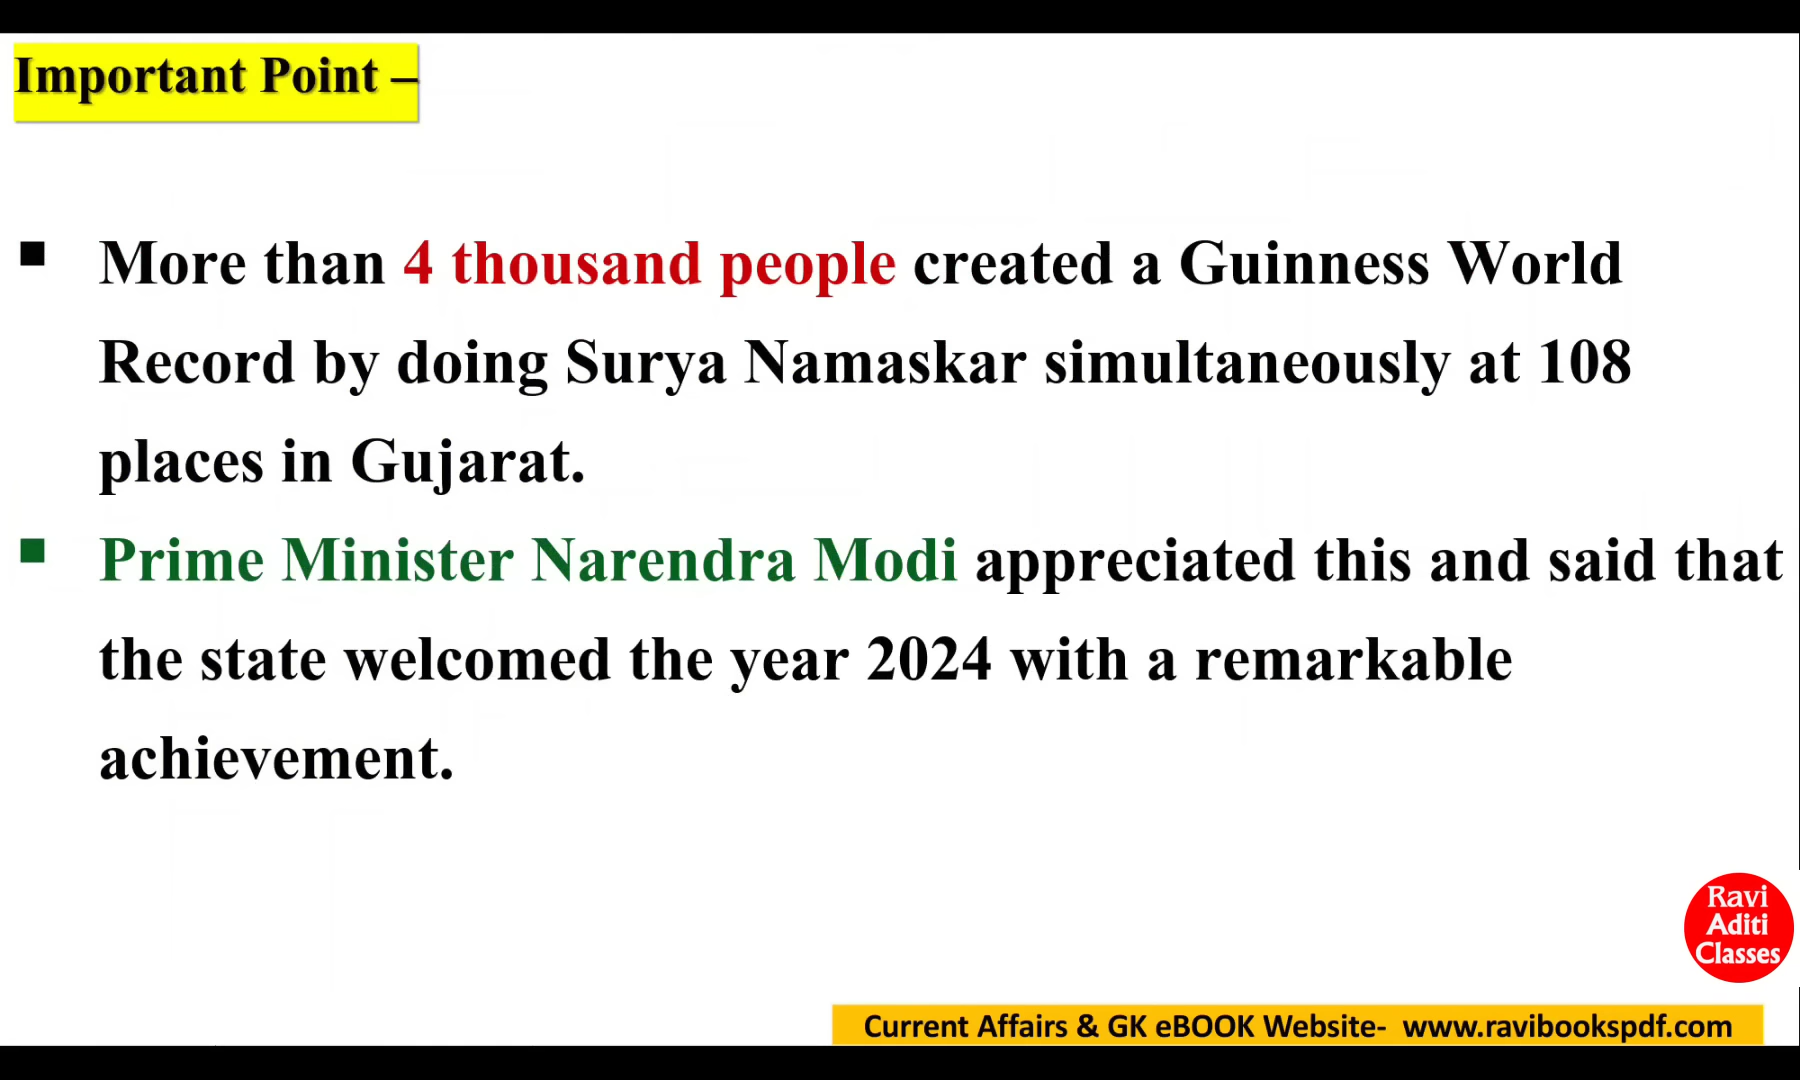 Important Point –
▪ More than 4 thousand people created a Guinness World
Record by doing Surya Namaskar simultaneously at 108
places in Gujarat.
▪ Prime Minister Narendra Modi appreciated this and said that
the state welcomed the year 2024 with a remarkable
achievement.
Ravi
Aditi
Classes
Current Affairs & GK eBOOK Website- www.ravibookspdf.com